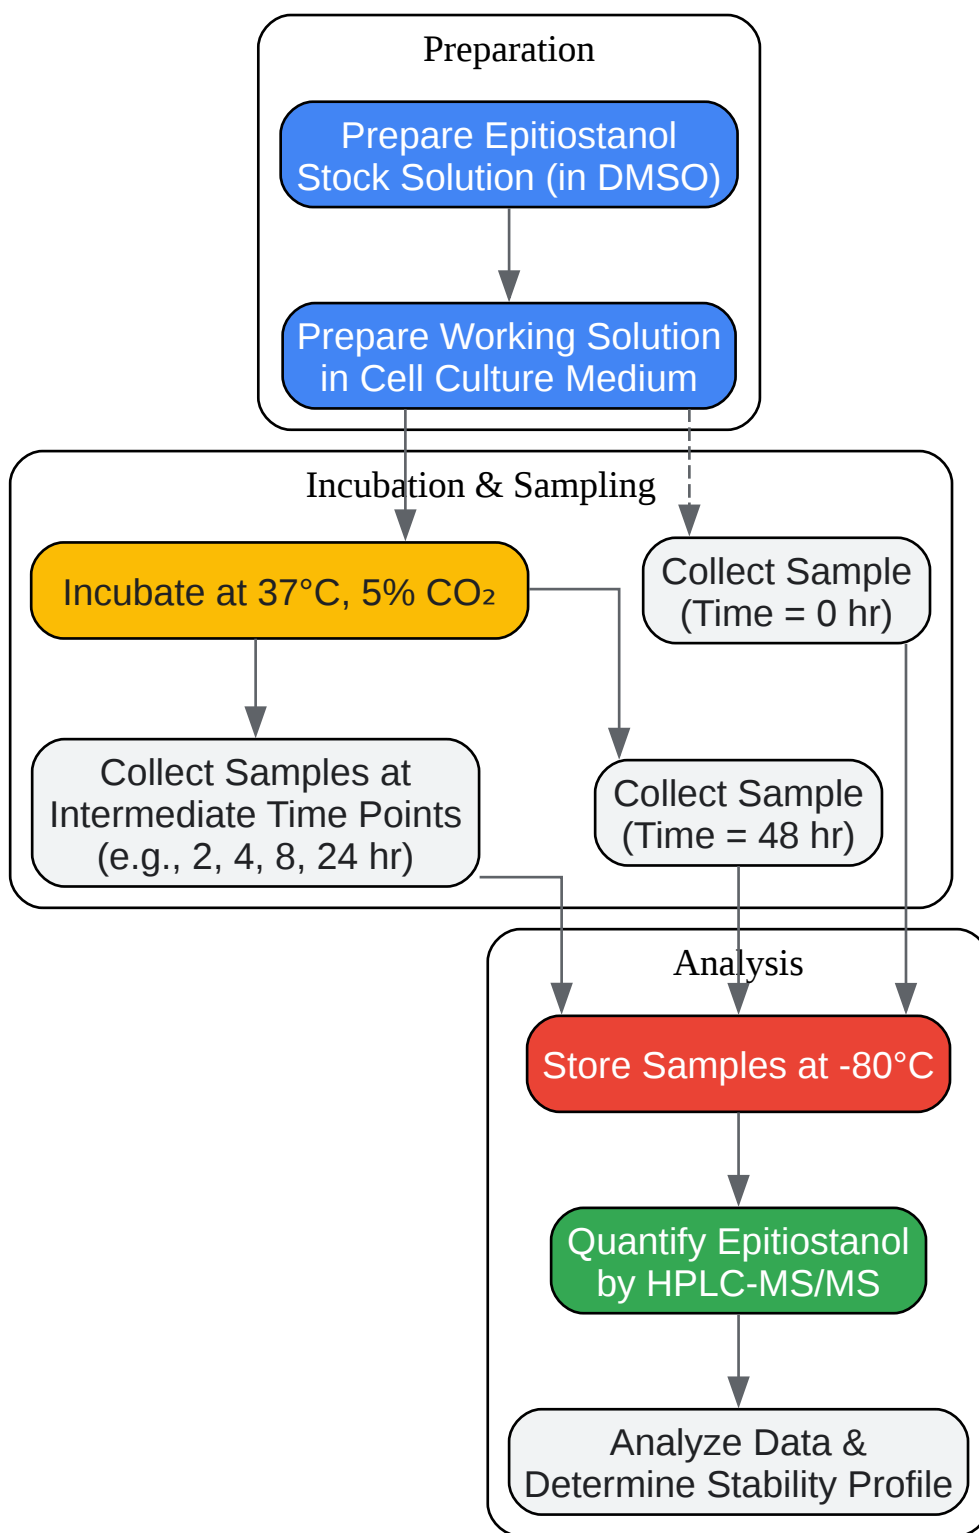 Preparation
Prepare Epitiostanol
Stock Solution (in DMSO)
Prepare Working Solution
in Cell Culture Medium
Incubation & Sampling
Incubate at 37°C, 5% CO₂
Collect Sample
(Time = 0 hr)
Collect Samples at
Intermediate Time Points
(e.g., 2, 4, 8, 24 hr)
Collect Sample
(Time = 48 hr)
Analysis
Store Samples at -80°C
Quantify Epitiostanol
by HPLC-MS/MS
Analyze Data &
Determine Stability Profile